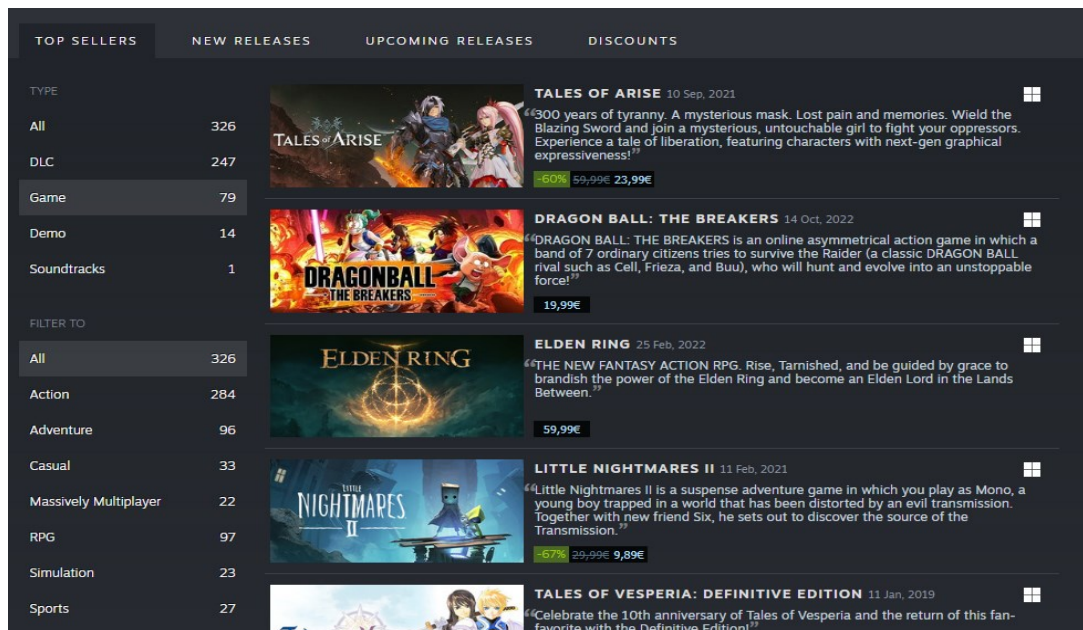 TOP SELLERS
NEW RELEASES
UPCOMING RELEASES
DISCOUNTS
TYPE
All 326
DLC 247
Game 79
Demo 14
Soundtracks 1
FILTER TO
All 326
Action 284
Adventure 96
Casual 33
Massively Multiplayer 22
RPG 97
Simulation 23
Sports 27
TALES of ARISE
TALES OF ARISE 10 Sep, 2021
“300 years of tyranny. A mysterious mask. Lost pain and memories. Wield the
Blazing Sword and join a mysterious, untouchable girl to fight your oppressors.
Experience a tale of liberation, featuring characters with next-gen graphical
expressiveness!”
-60% 59,99€ 23,99€
DRAGONBALL
THE BREAKERS
DRAGON BALL: THE BREAKERS 14 Oct, 2022
“DRAGON BALL: THE BREAKERS is an online asymmetrical action game in which a
band of 7 ordinary citizens tries to survive the Raider (a classic DRAGON BALL
rival such as Cell, Frieza, and Buu), who will hunt and evolve into an unstoppable
force!”
19,99€
ELDEN RING
ELDEN RING 25 Feb, 2022
“THE NEW FANTASY ACTION RPG. Rise, Tarnished, and be guided by grace to
brandish the power of the Elden Ring and become an Elden Lord in the Lands
Between.”
59,99€
LITTLE
NIGHTMARES
II
LITTLE NIGHTMARES II 11 Feb, 2021
“Little Nightmares II is a suspense adventure game in which you play as Mono, a
young boy trapped in a world that has been distorted by an evil transmission.
Together with new friend Six, he sets out to discover the source of the
Transmission.”
-67% 29,99€ 9,89€
TALES OF VESPERIA: DEFINITIVE EDITION 11 Jan, 2019
“Celebrate the 10th anniversary of Tales of Vesperia and the return of this fan-
favorite with the Definitive Edition!”